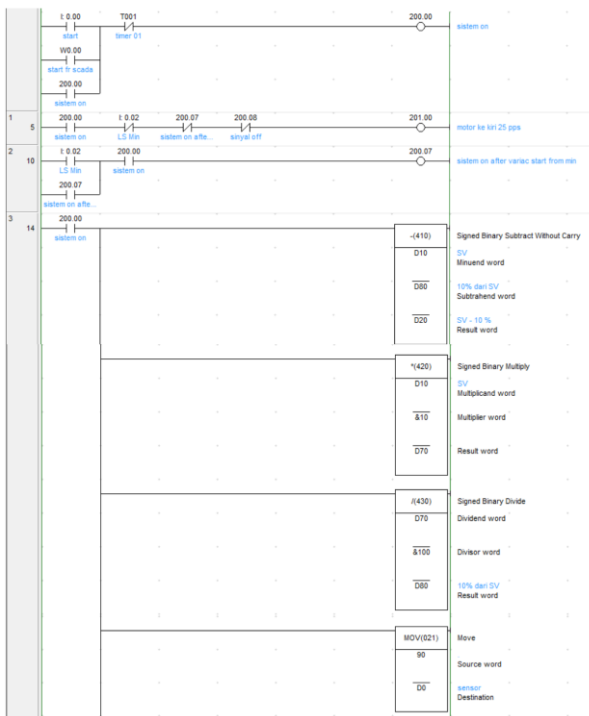 I: 0.00 T001 200.00
start timer 01 sistem on
W0.00
start fr scada
200.00
sistem on
1 5 200.00 I: 0.02 200.07 200.08 201.00
sistem on LS Min sistem on afte... sinyal off motor ke kiri 25 pps
2 10 I: 0.02 200.00 200.07
LS Min sistem on sistem on after variac start from min
200.07
sistem on afte...
3 14 200.00
sistem on
-(410) Signed Binary Subtract Without Carry
D10 SV
Minuend word
D80 10% dari SV
Subtrahend word
D20 SV - 10 %
Result word
*(420) Signed Binary Multiply
D10 SV
Multiplicand word
&10 Multiplier word
D70 Result word
/(430) Signed Binary Divide
D70 Dividend word
&100 Divisor word
D80 10% dari SV
Result word
MOV(021) Move
90 Source word
D0 sensor
Destination